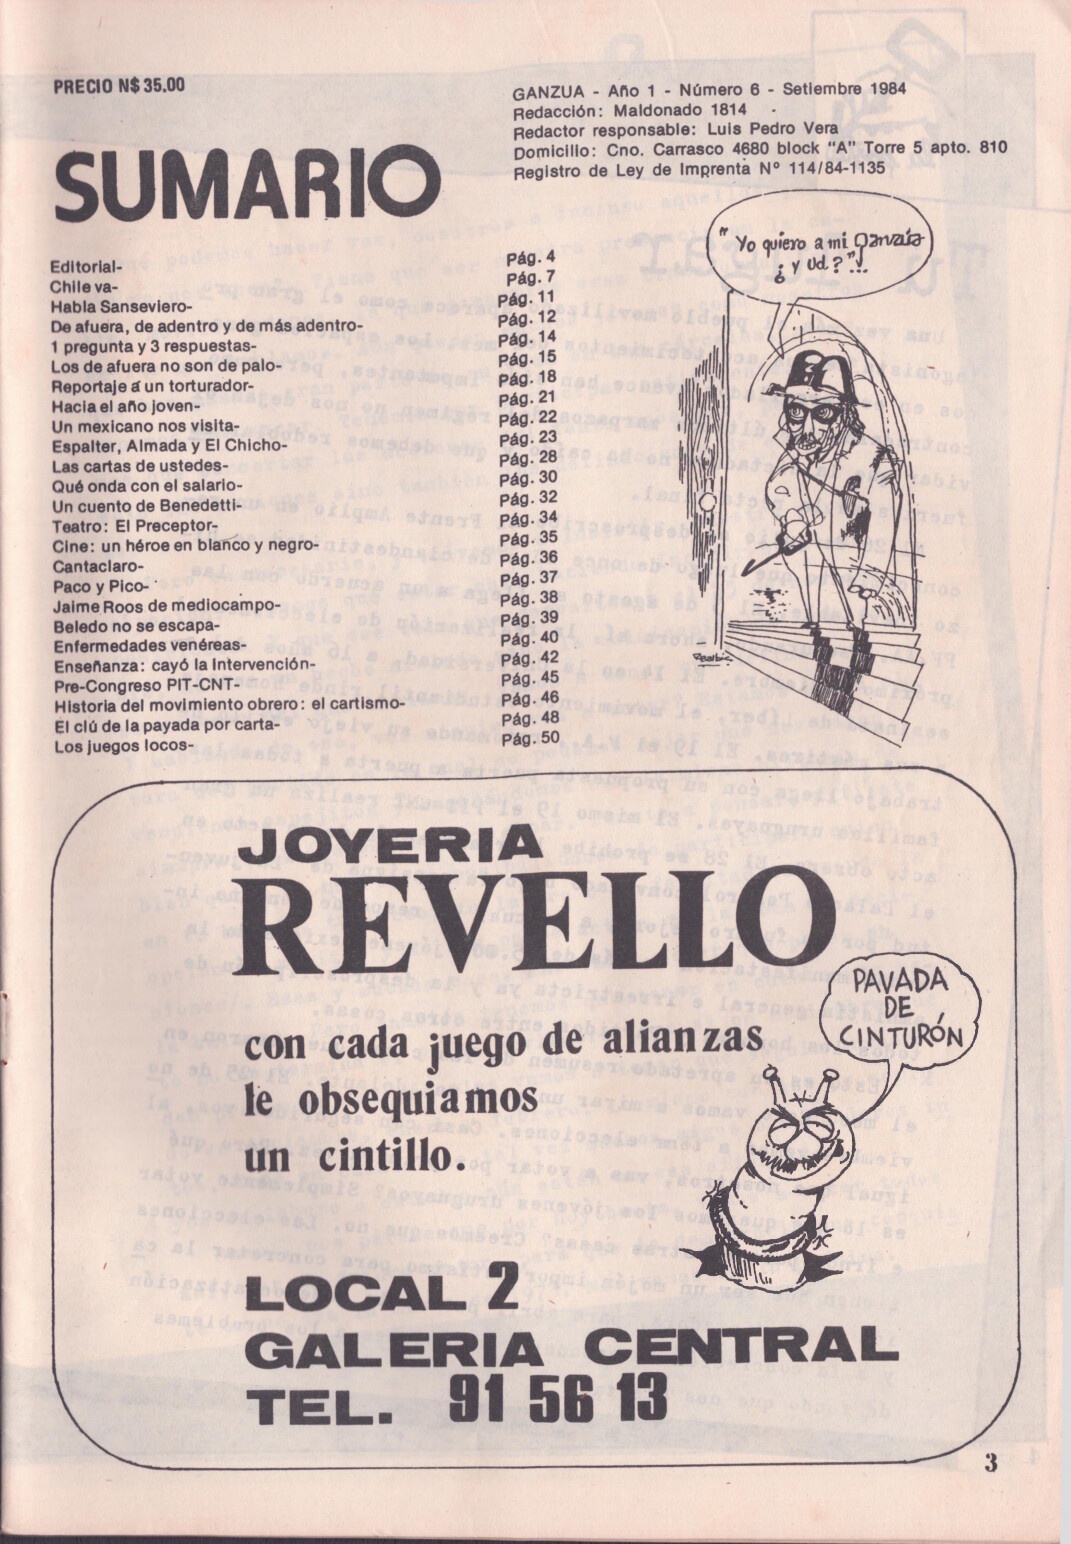 PRECIO N$ 35.00
GANZUA - Año 1 - Número 6 - Setiembre 1984
Redacción: Maldonado 1814
Redactor responsable: Luis Pedro Vera
Domicilio: Cno. Carrasco 4680 block "A" Torre 5 apto. 810
Registro de Ley de Imprenta Nº 114/84-1135
SUMARIO
Editorial- Pág. 4
Chile va- Pág. 7
Habla Sanseviero- Pág. 11
De afuera, de adentro y de más adentro- Pág. 12
1 pregunta y 3 respuestas- Pág. 14
Los de afuera no son de palo- Pág. 15
Reportaje a un torturador- Pág. 18
Hacia el año joven- Pág. 21
Un mexicano nos visita- Pág. 22
Espalter, Almada y El Chicho- Pág. 23
Las cartas de ustedes- Pág. 28
Qué onda con el salario- Pág. 30
Un cuento de Benedetti- Pág. 32
Teatro: El Preceptor- Pág. 34
Cine: un héroe en blanco y negro- Pág. 35
Cantaclaro- Pág. 36
Paco y Pico- Pág. 37
Jaime Roos de mediocampo- Pág. 38
Beledo no se escapa- Pág. 39
Enfermedades venéreas- Pág. 40
Enseñanza: cayó la Intervención- Pág. 42
Pre-Congreso PIT-CNT- Pág. 45
Historia del movimiento obrero: el cartismo- Pág. 46
El clú de la payada por carta- Pág. 48
Los juegos locos- Pág. 50
"Yo quiero a mi Ganzúa
¿y Ud.?"...
JOYERIA
REVELLO
con cada juego de alianzas
le obsequiamos
un cintillo.
PAVADA
DE
CINTURÓN
LOCAL 2
GALERIA CENTRAL
TEL. 91 56 13
3